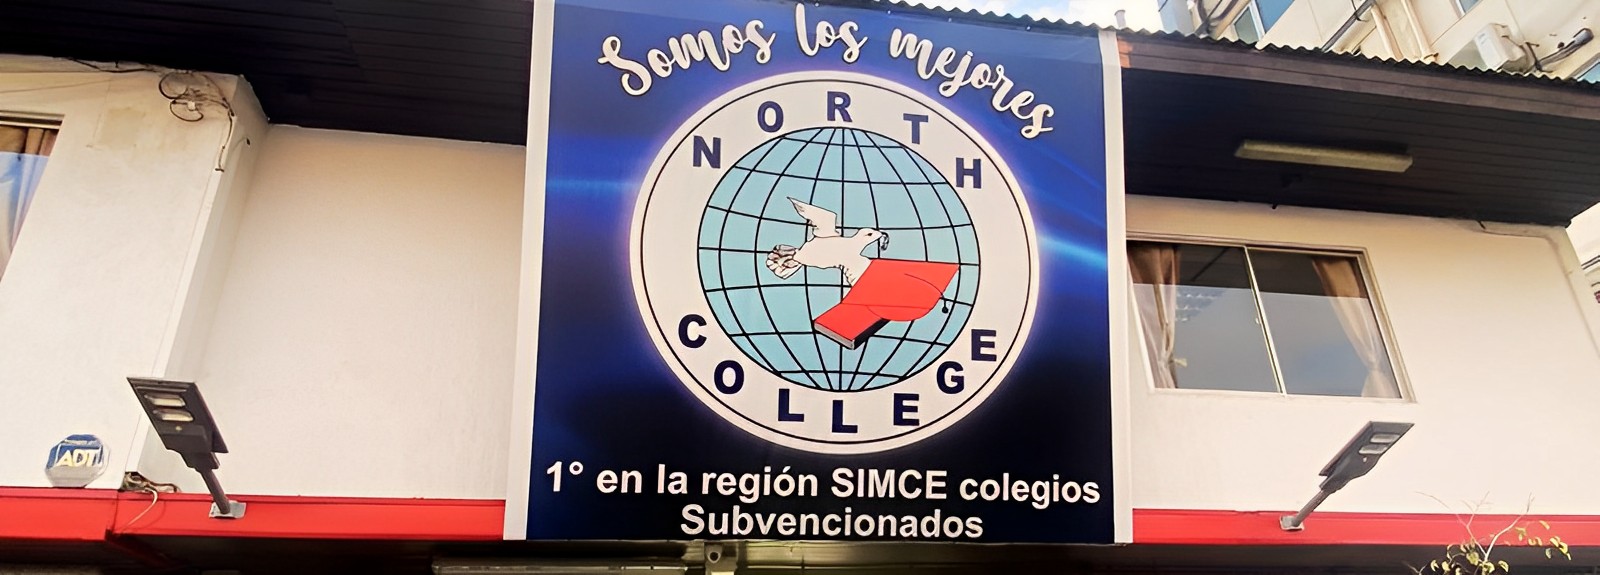 Somos los mejores
NORTH
COLLEGE
1° en la región SIMCE colegios
Subvencionados
ADT